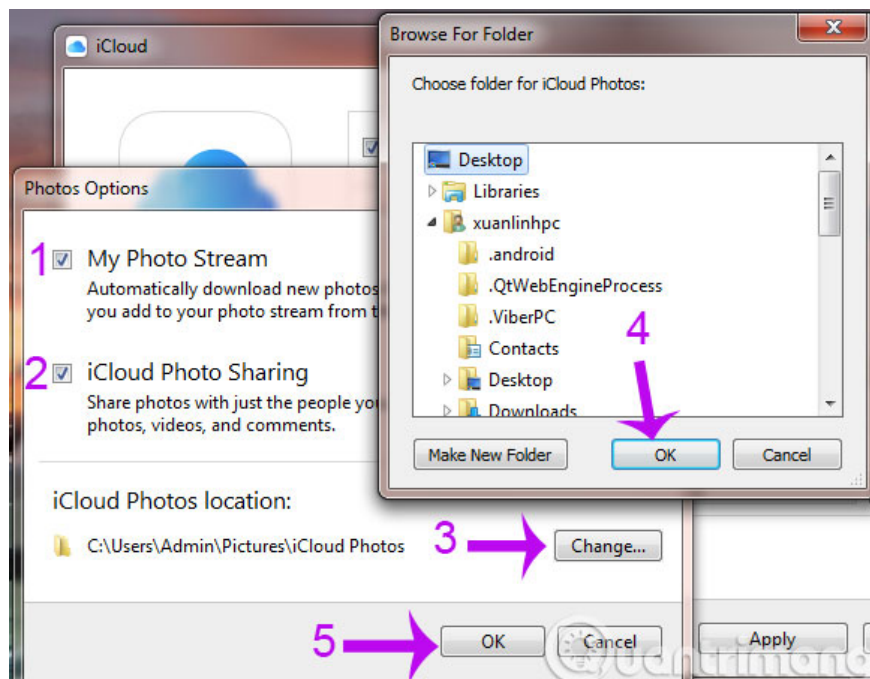 iCloud
Browse For Folder
Choose folder for iCloud Photos:
Desktop
Libraries
xuanlinhpc
.android
.QtWebEngineProcess
.ViberPC
Contacts
Desktop
Downloads
4
Make New Folder
OK
Cancel
Photos Options
1
My Photo Stream
Automatically download new photos
you add to your photo stream from
2
iCloud Photo Sharing
Share photos with just the people you
photos, videos, and comments.
iCloud Photos location:
C:\Users\Admin\Pictures\iCloud Photos
3
Change...
5
OK
Cancel
Apply
Quantrimang